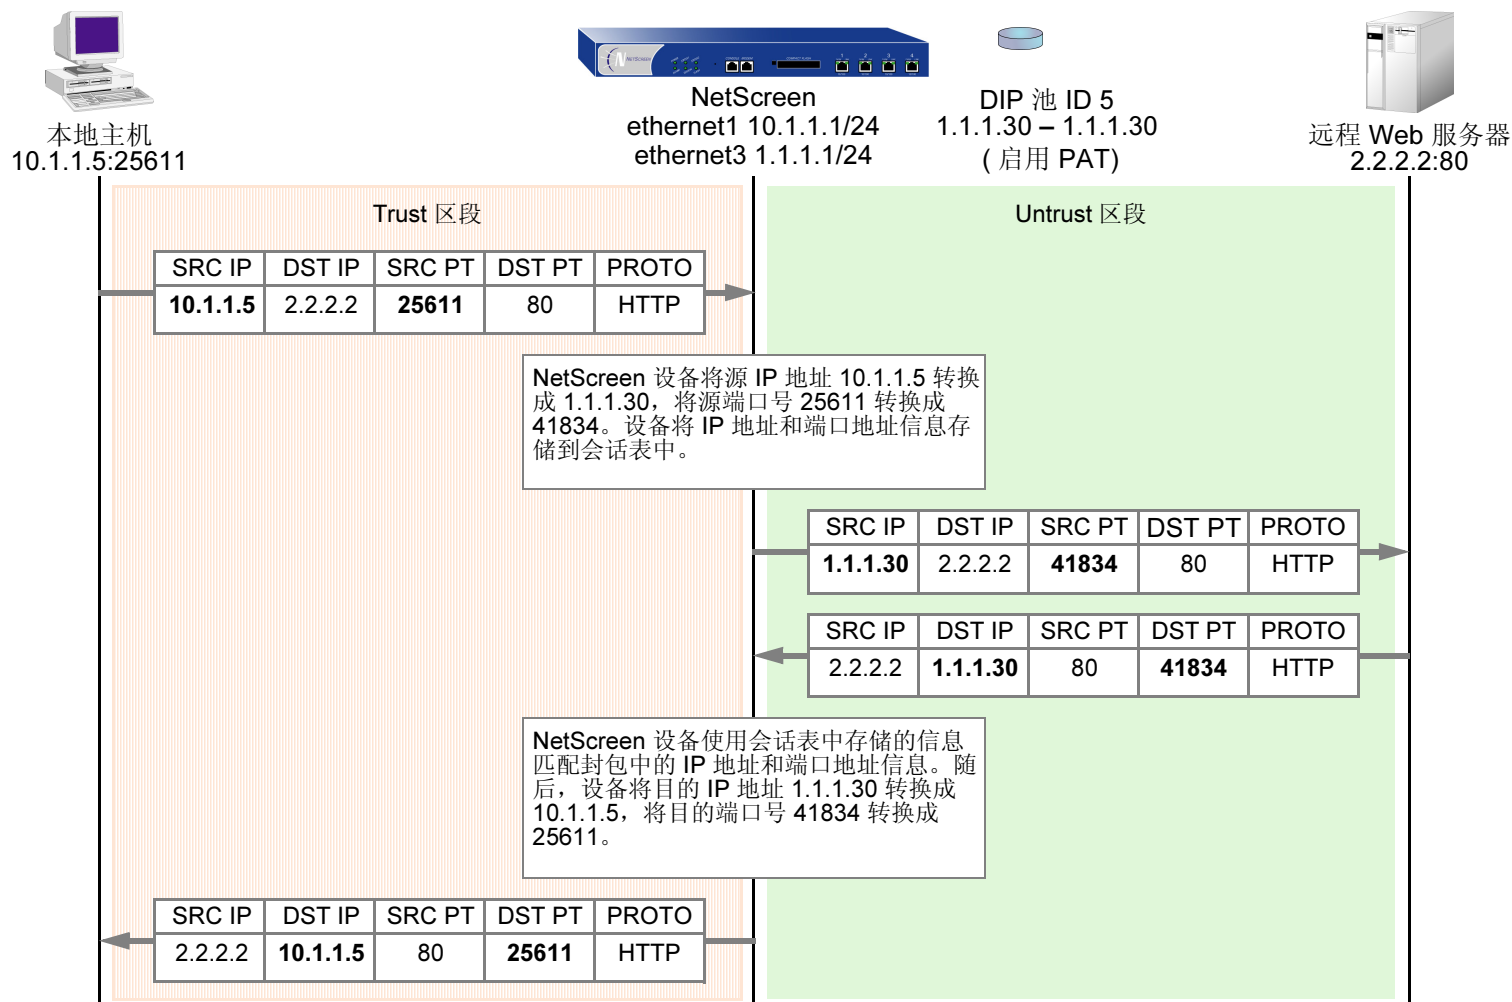 本地主机
10.1.1.5:25611
NetScreen
NetScreen
ethernet1 10.1.1.1/24
ethernet3 1.1.1.1/24
DIP 池 ID 5
1.1.1.30 – 1.1.1.30
( 启用 PAT)
远程 Web 服务器
2.2.2.2:80
Trust 区段
Untrust 区段
SRC IP DST IP SRC PT DST PT PROTO
10.1.1.5 2.2.2.2 25611 80 HTTP
NetScreen 设备将源 IP 地址 10.1.1.5 转换
成 1.1.1.30，将源端口号 25611 转换成
41834。设备将 IP 地址和端口地址信息存
储到会话表中。
SRC IP DST IP SRC PT DST PT PROTO
1.1.1.30 2.2.2.2 41834 80 HTTP
SRC IP DST IP SRC PT DST PT PROTO
2.2.2.2 1.1.1.30 80 41834 HTTP
NetScreen 设备使用会话表中存储的信息
匹配封包中的 IP 地址和端口地址信息。随
后，设备将目的 IP 地址 1.1.1.30 转换成
10.1.1.5，将目的端口号 41834 转换成
25611。
SRC IP DST IP SRC PT DST PT PROTO
2.2.2.2 10.1.1.5 80 25611 HTTP